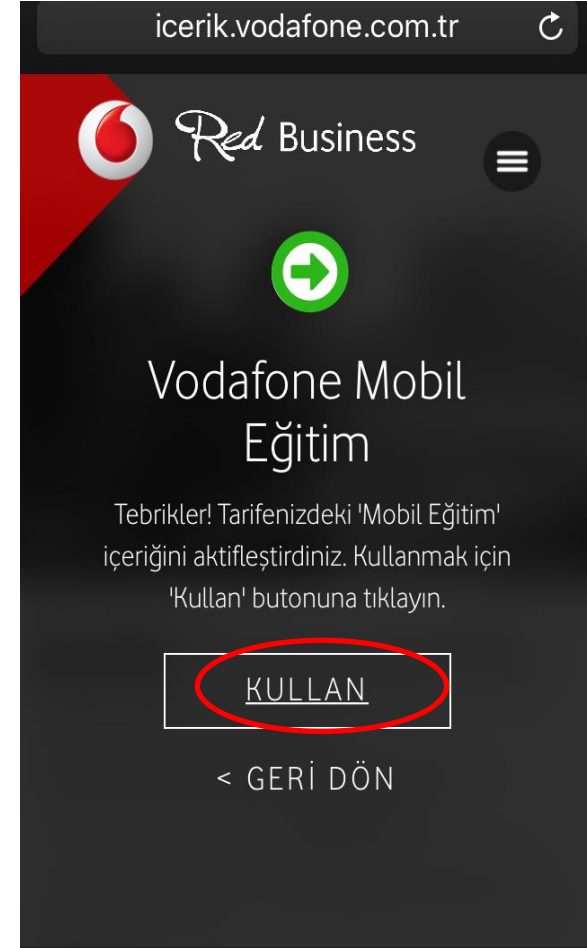 icerik.vodafone.com.tr
Red Business
Vodafone Mobil
Eğitim
Tebrikler! Tarifenizdeki 'Mobil Eğitim'
içeriğini aktifleştirdiniz. Kullanmak için
'Kullan' butonuna tıklayın.
KULLAN
< GERİ DÖN